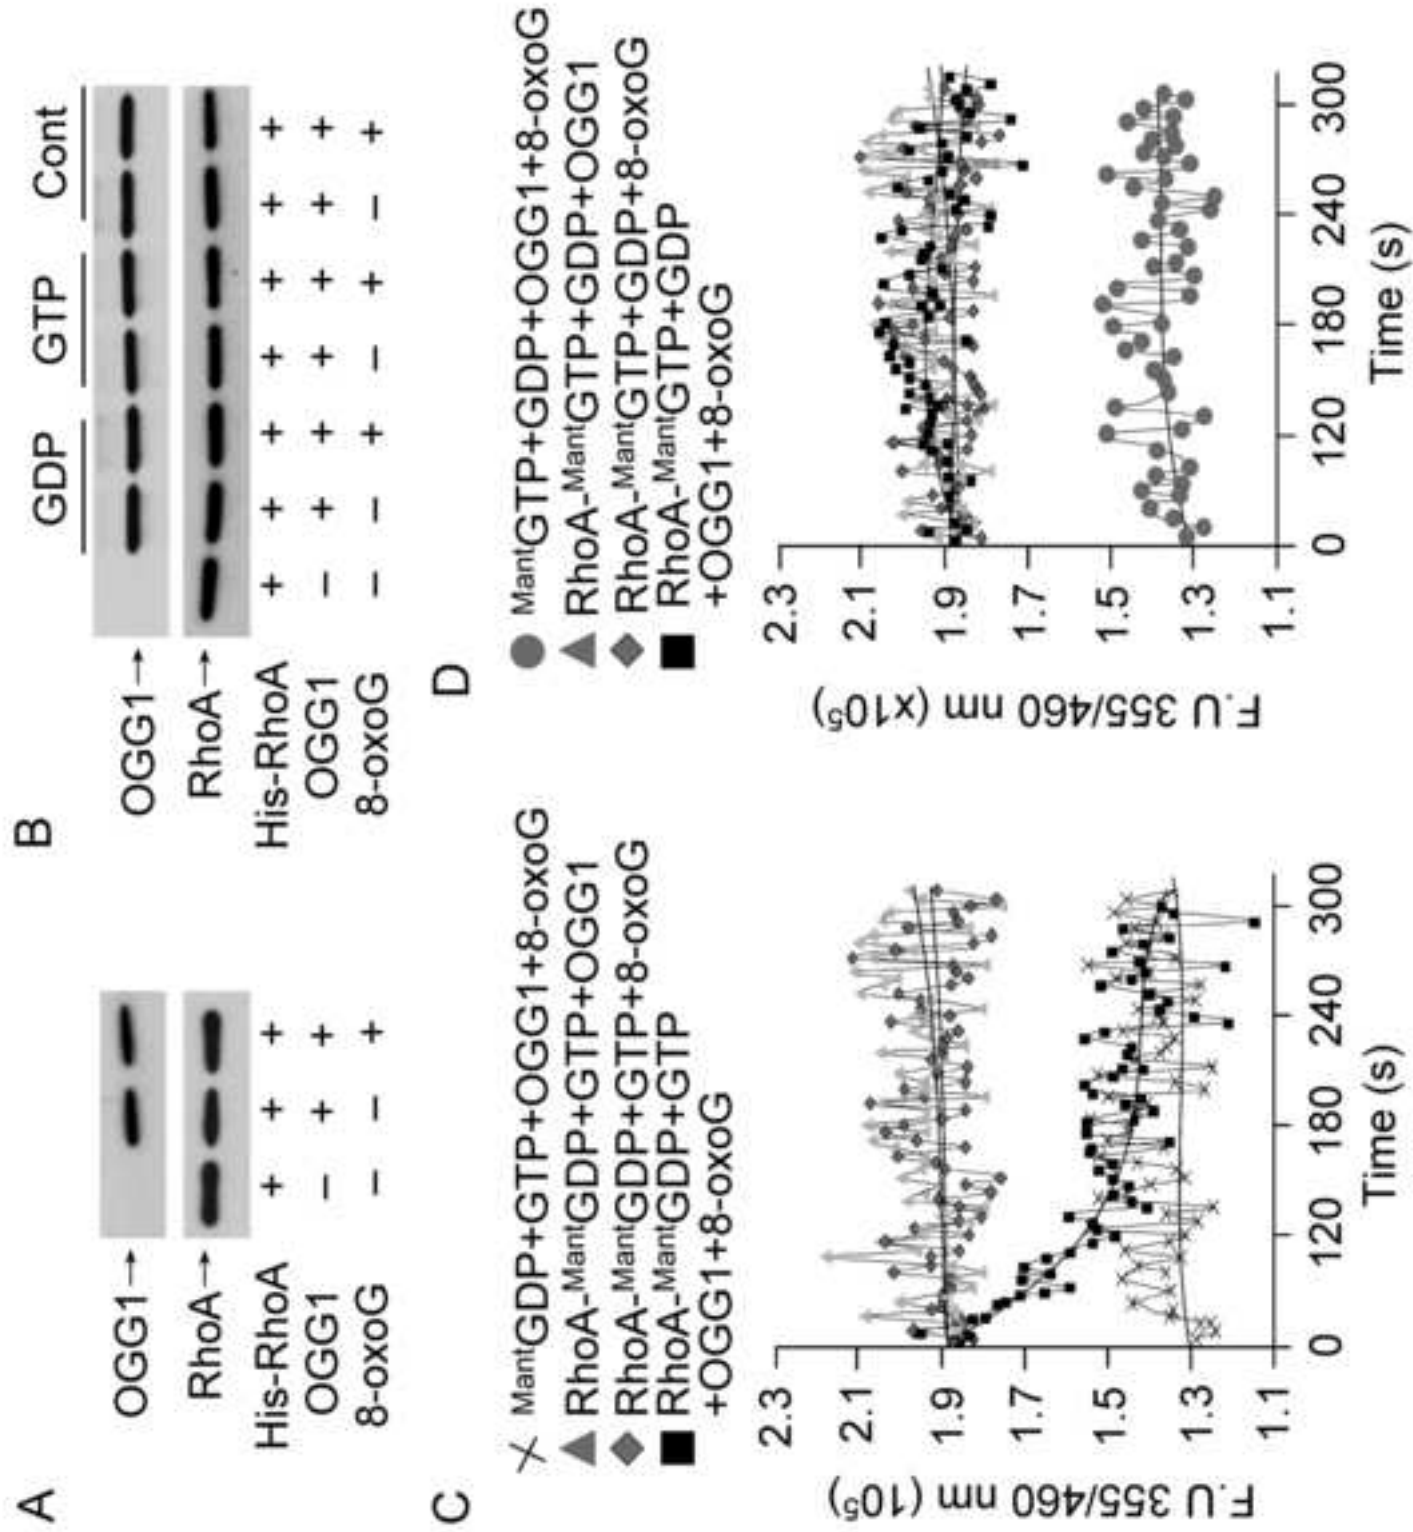 A
OGG1→
RhoA→
His-RhoA + + +
OGG1 − + +
8-oxoG − − +
B
GDP GTP Cont
OGG1→
RhoA→
His-RhoA + + + + + + +
OGG1 − + + + + + +
8-oxoG − − + − + − +
C
MantGDP+GTP+OGG1+8-oxoG
RhoA-MantGDP+GTP+OGG1
RhoA-MantGDP+GTP+8-oxoG
RhoA-MantGDP+GTP
+OGG1+8-oxoG
F.U 355/460 nm (10⁵)
2.3
2.1
1.9
1.7
1.5
1.3
1.1
0 120 180 240 300
Time (s)
D
MantGTP+GDP+OGG1+8-oxoG
RhoA-MantGTP+GDP+OGG1
RhoA-MantGTP+GDP+8-oxoG
RhoA-MantGTP+GDP
+OGG1+8-oxoG
F.U 355/460 nm (x10⁵)
2.3
2.1
1.9
1.7
1.5
1.3
1.1
0 120 180 240 300
Time (s)